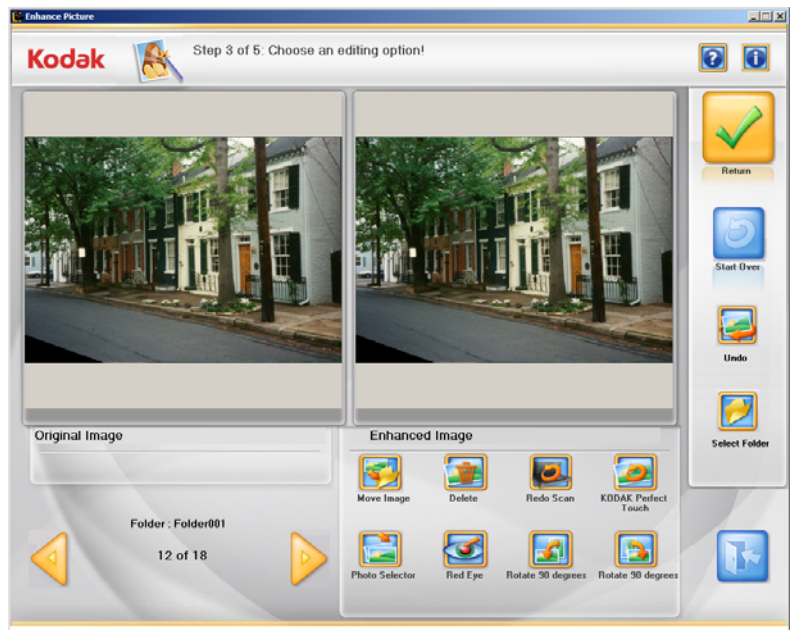 Enhance Picture
Kodak
Step 3 of 5: Choose an editing option!
Return
Start Over
Undo
Select Folder
Original Image
Enhanced Image
Move Image
Delete
Redo Scan
KODAK Perfect
Touch
Folder : Folder001
12 of 18
Photo Selector
Red Eye
Rotate 90 degrees
Rotate 90 degrees